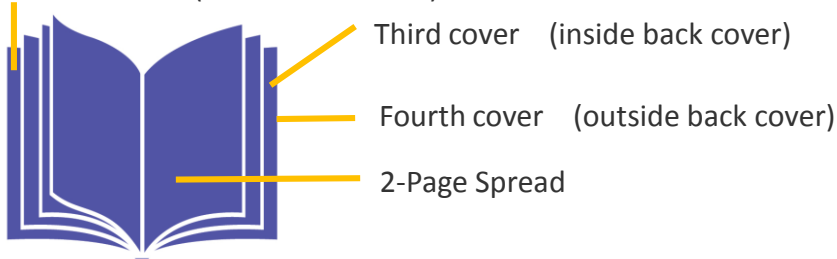 Third cover (inside back cover)
Fourth cover (outside back cover)
2-Page Spread